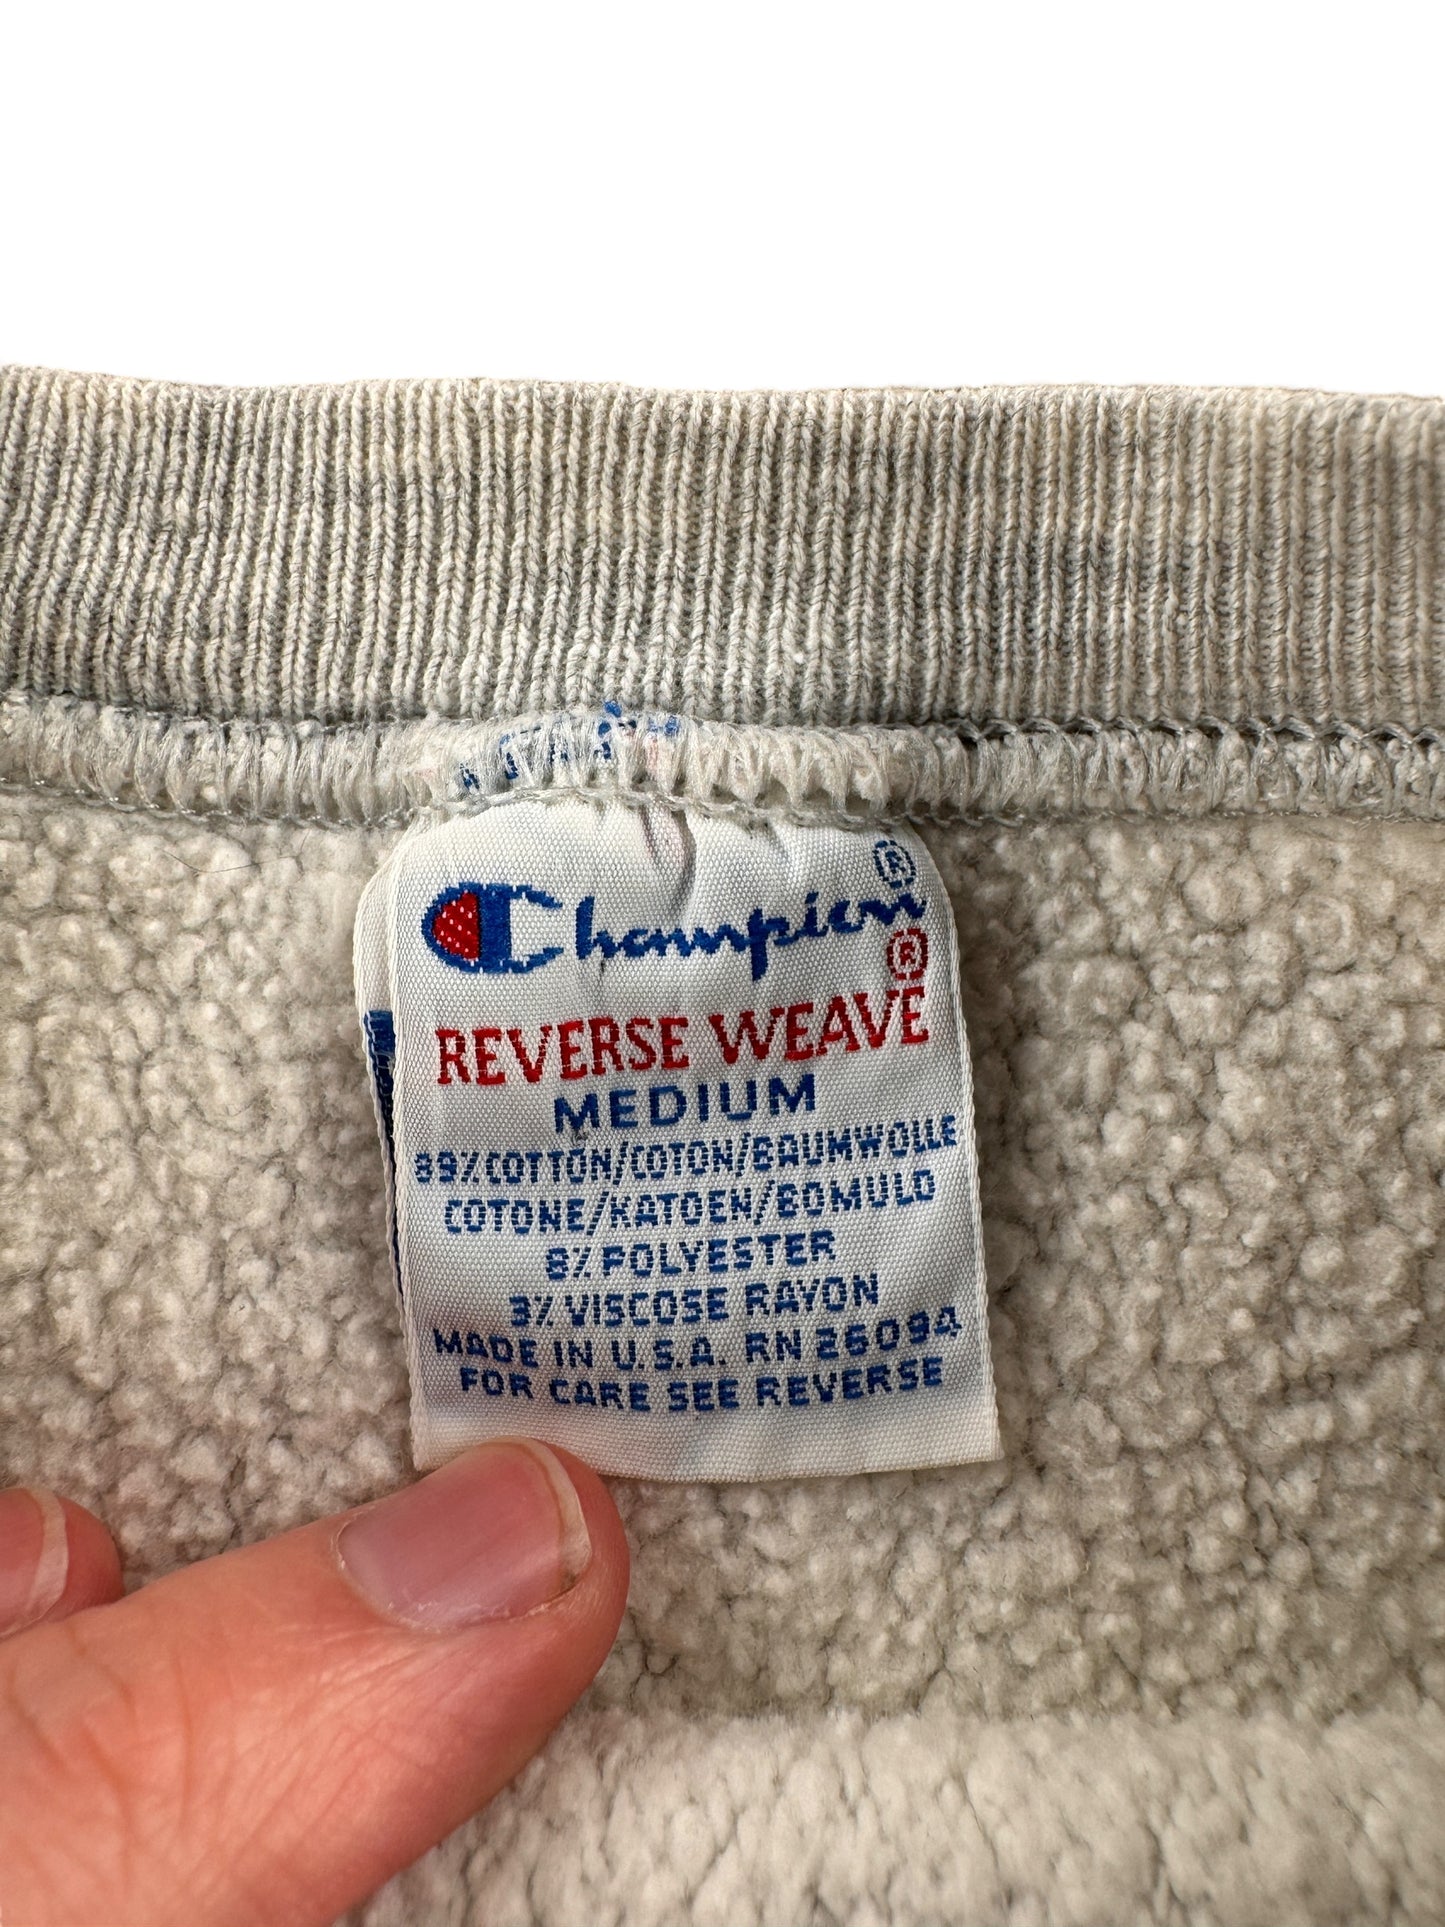 Champion®
REVERSE WEAVE®
MEDIUM
89% COTTON/COTON/BAUMWOLLE
COTONE/KATOEN/BOMULD
8% POLYESTER
3% VISCOSE RAYON
MADE IN U.S.A. RN 26094
FOR CARE SEE REVERSE